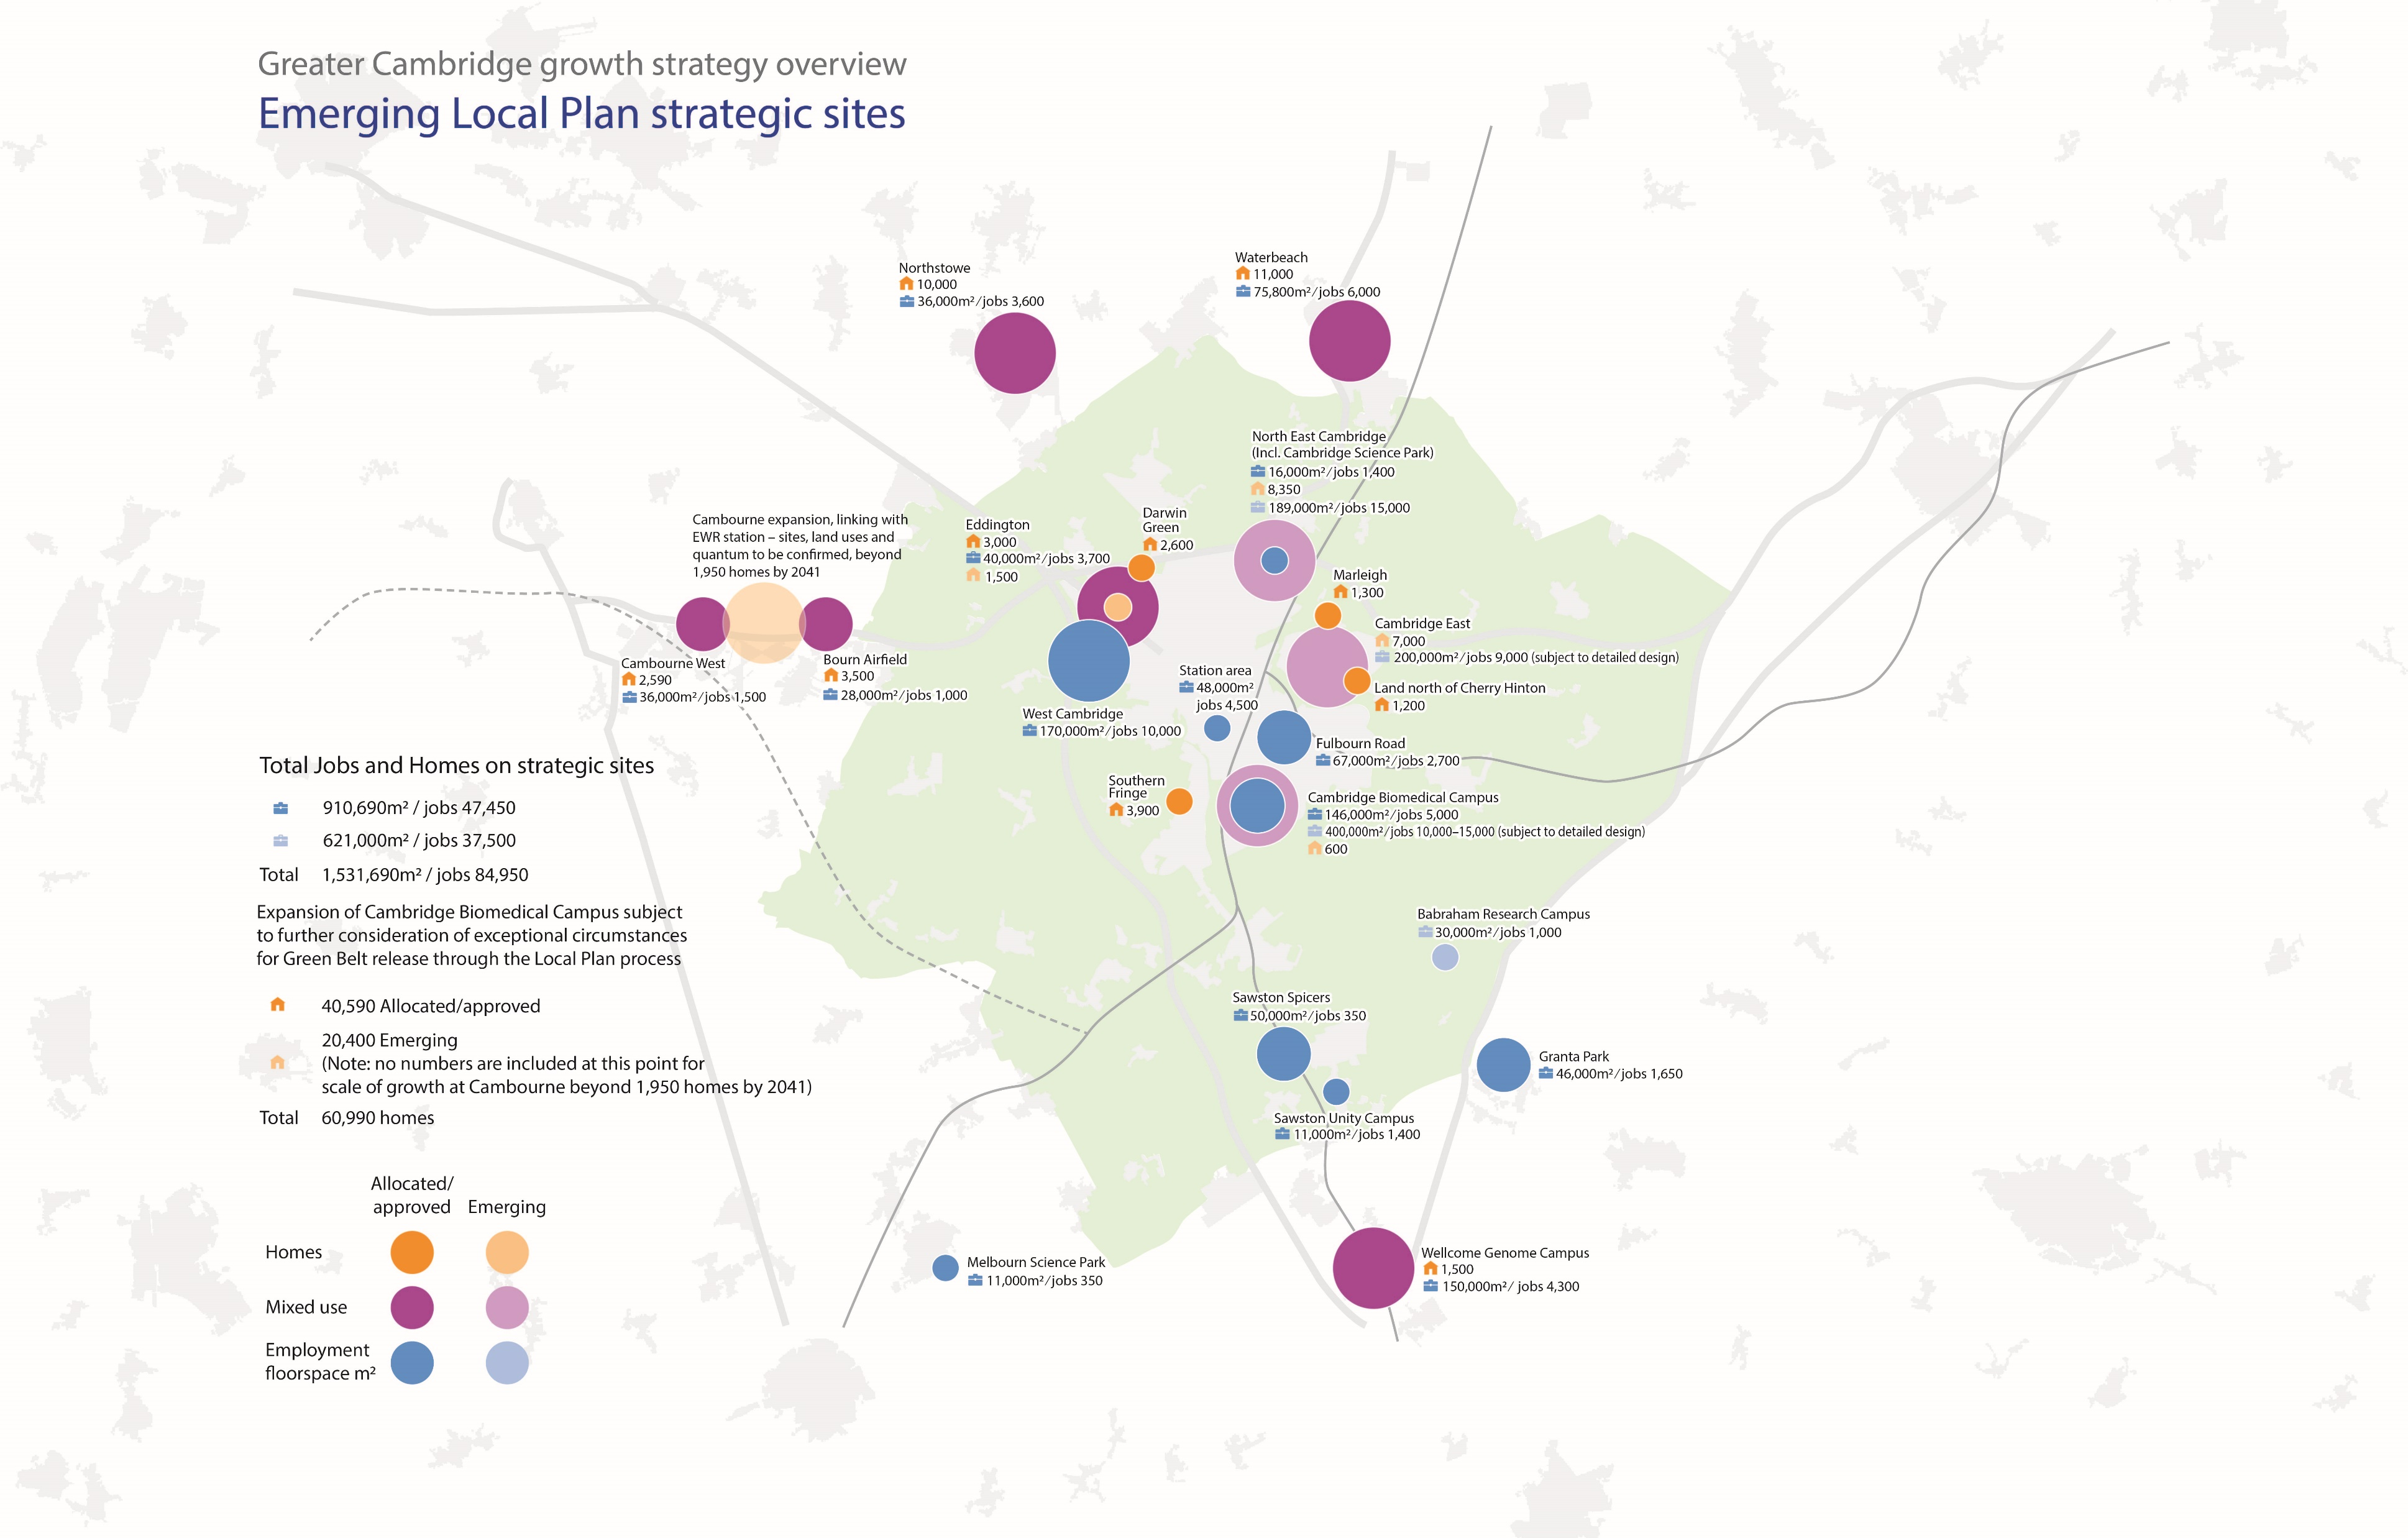 Greater Cambridge growth strategy overview
Emerging Local Plan strategic sites
Northstowe
10,000
36,000m²/jobs 3,600
Waterbeach
11,000
75,800m²/jobs 6,000
North East Cambridge
(Incl. Cambridge Science Park)
16,000m²/jobs 1,400
8,350
189,000m²/jobs 15,000
Cambourne expansion, linking with
EWR station – sites, land uses and
quantum to be confirmed, beyond
1,950 homes by 2041
Eddington
3,000
40,000m²/jobs 3,700
1,500
Darwin
Green
2,600
Marleigh
1,300
Cambridge East
7,000
200,000m²/jobs 9,000 (subject to detailed design)
Land north of Cherry Hinton
1,200
Cambourne West
2,590
36,000m²/jobs 1,500
Bourn Airfield
3,500
28,000m²/jobs 1,000
Station area
48,000m²
jobs 4,500
West Cambridge
170,000m²/jobs 10,000
Fulbourn Road
67,000m²/jobs 2,700
Southern
Fringe
3,900
Cambridge Biomedical Campus
146,000m²/jobs 5,000
400,000m²/jobs 10,000–15,000 (subject to detailed design)
600
Babraham Research Campus
30,000m²/jobs 1,000
Sawston Spicers
50,000m²/jobs 350
Granta Park
46,000m²/jobs 1,650
Sawston Unity Campus
11,000m²/jobs 1,400
Melbourn Science Park
11,000m²/jobs 350
Wellcome Genome Campus
1,500
150,000m²/ jobs 4,300
Total Jobs and Homes on strategic sites
910,690m² / jobs 47,450
621,000m² / jobs 37,500
Total 1,531,690m² / jobs 84,950
Expansion of Cambridge Biomedical Campus subject
to further consideration of exceptional circumstances
for Green Belt release through the Local Plan process
40,590 Allocated/approved
20,400 Emerging
(Note: no numbers are included at this point for
scale of growth at Cambourne beyond 1,950 homes by 2041)
Total 60,990 homes
Allocated/
approved Emerging
Homes
Mixed use
Employment
floorspace m²